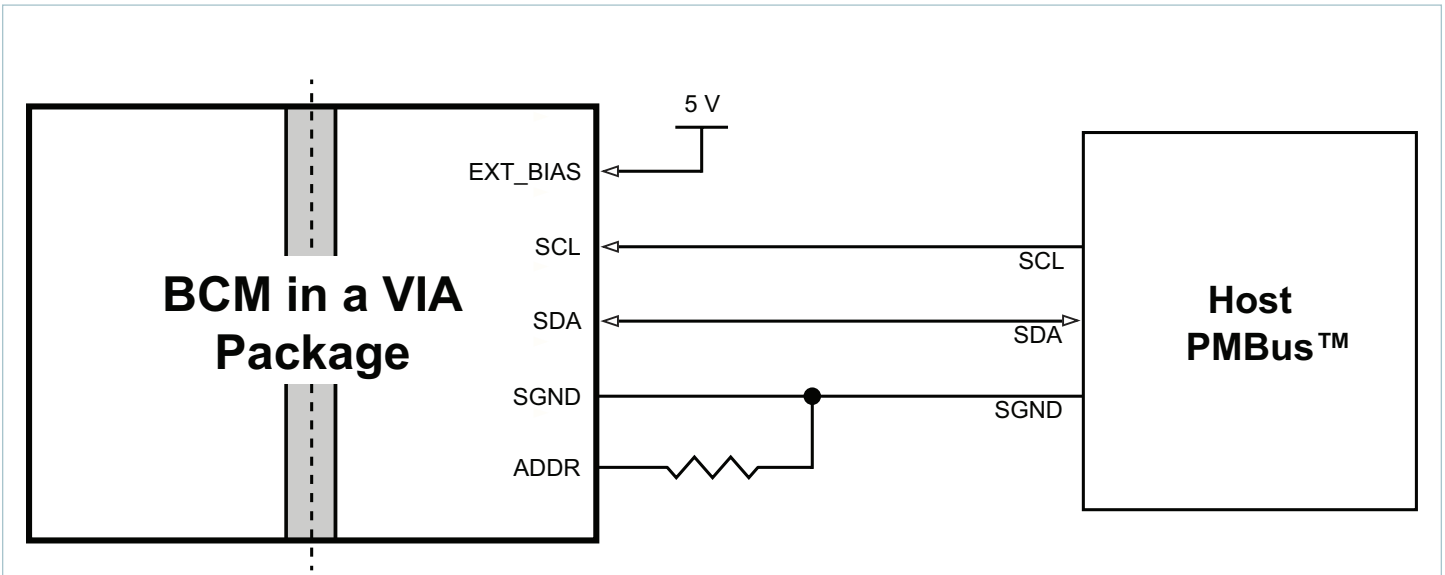 5 V
EXT_BIAS
SCL
SCL
BCM in a VIA
Package
SDA
SDA
Host
PMBus™
SGND
SGND
ADDR